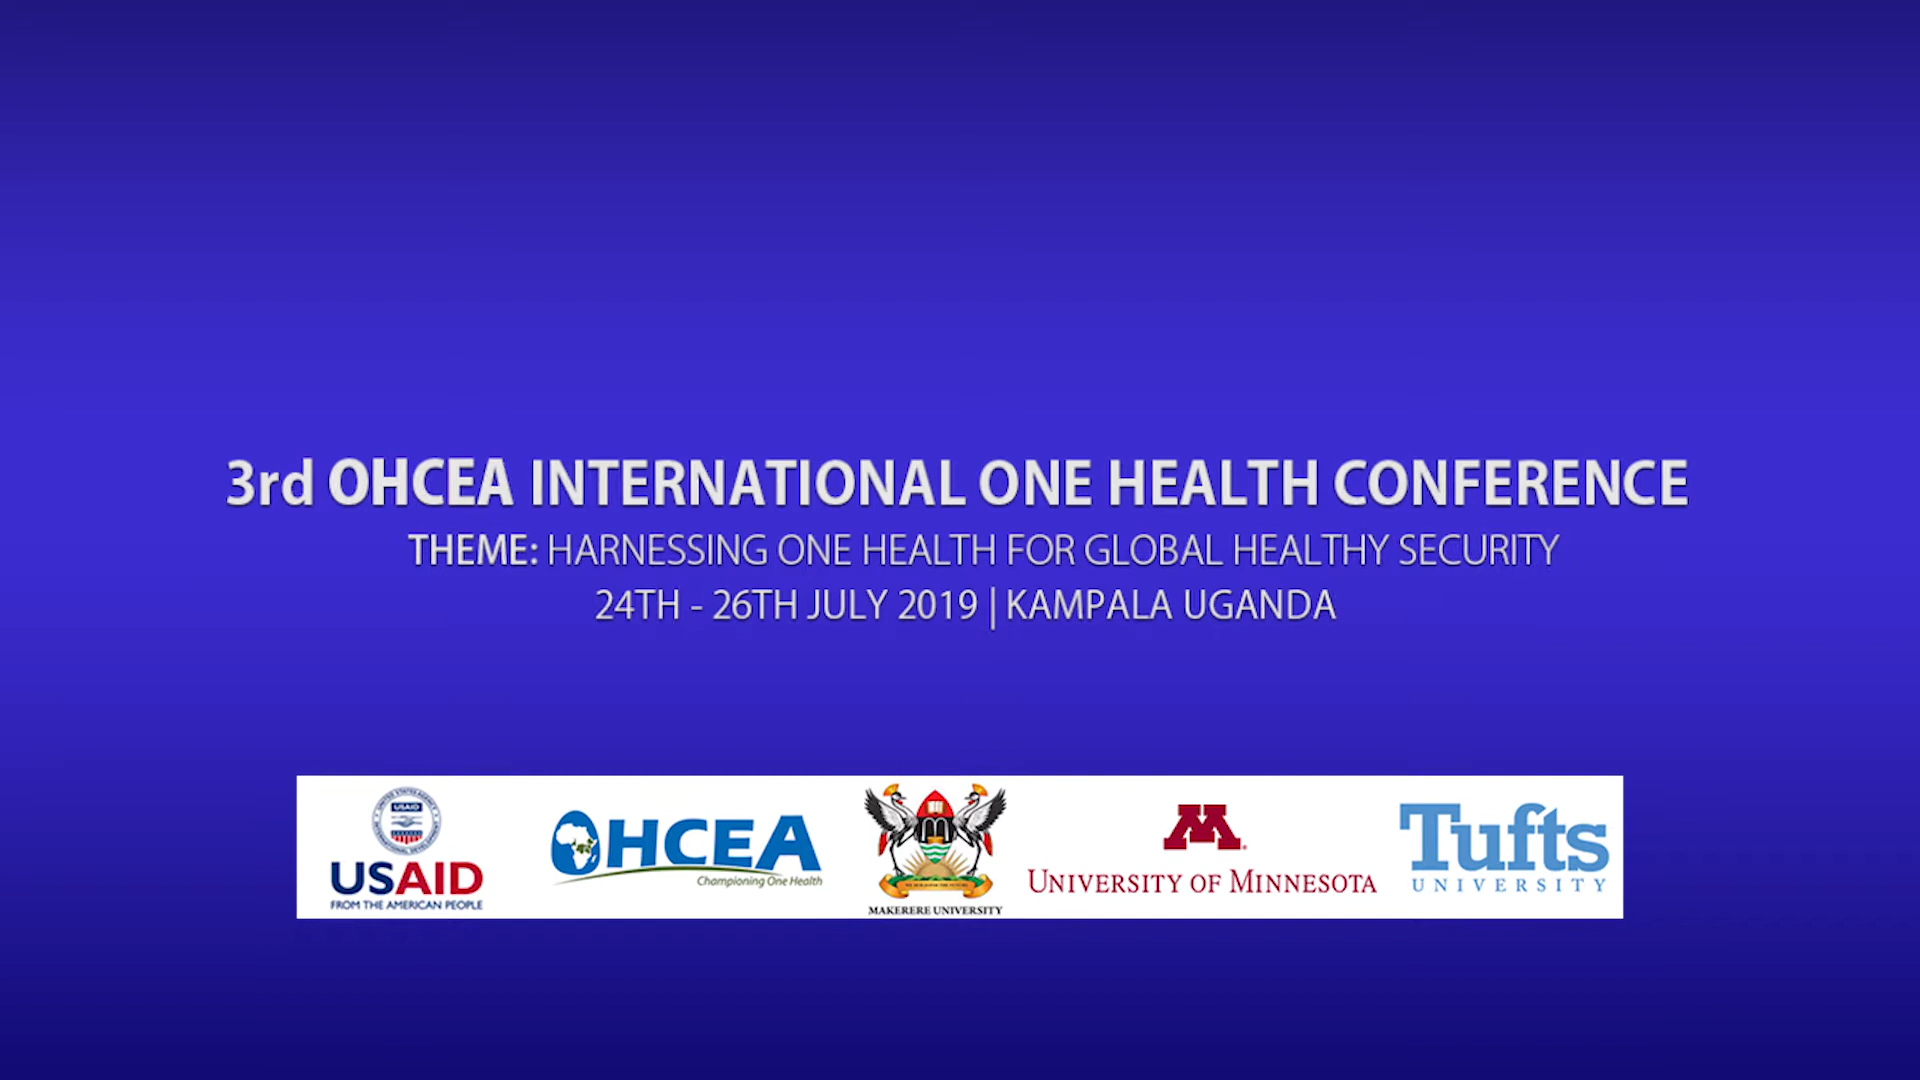 3rd OHCEA INTERNATIONAL ONE HEALTH CONFERENCE
THEME: HARNESSING ONE HEALTH FOR GLOBAL HEALTHY SECURITY
24TH - 26TH JULY 2019 | KAMPALA UGANDA
USAID
USAID
FROM THE AMERICAN PEOPLE
OHCEA
Championing One Health
MAKERERE UNIVERSITY
M
UNIVERSITY OF MINNESOTA
Tufts
UNIVERSITY